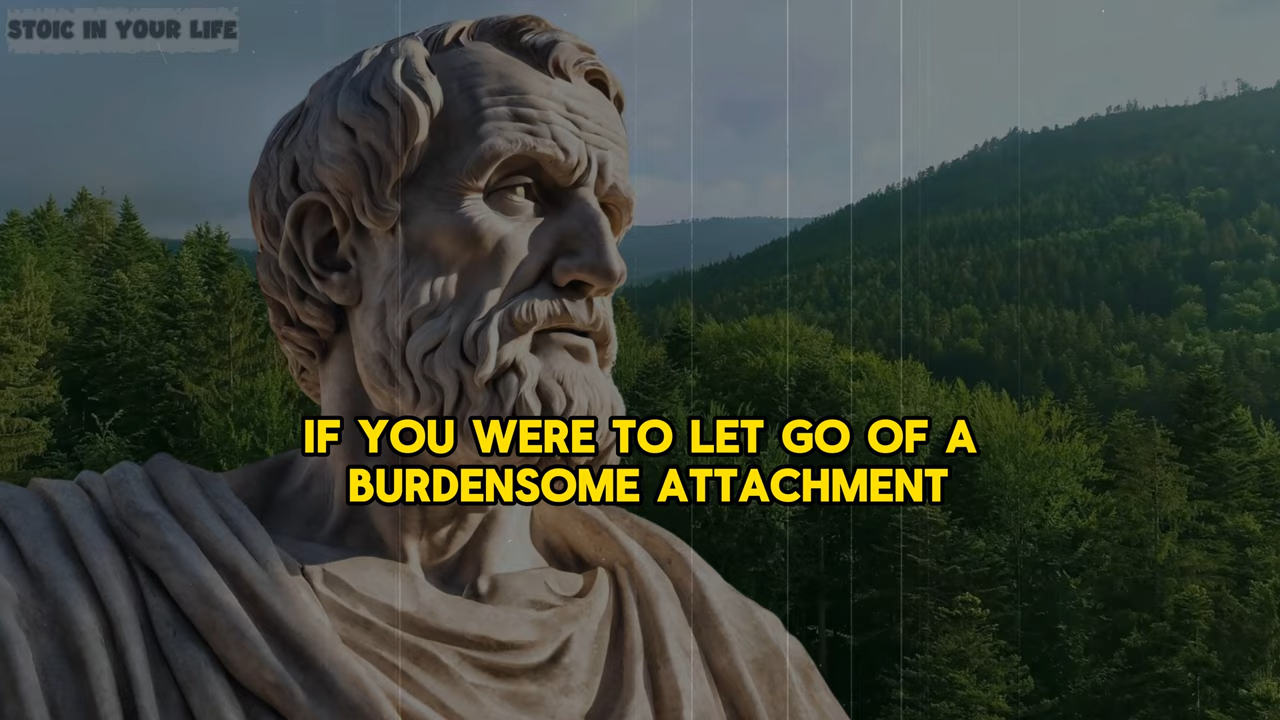 STOIC IN YOUR LIFE
IF YOU WERE TO LET GO OF A
BURDENSOME ATTACHMENT